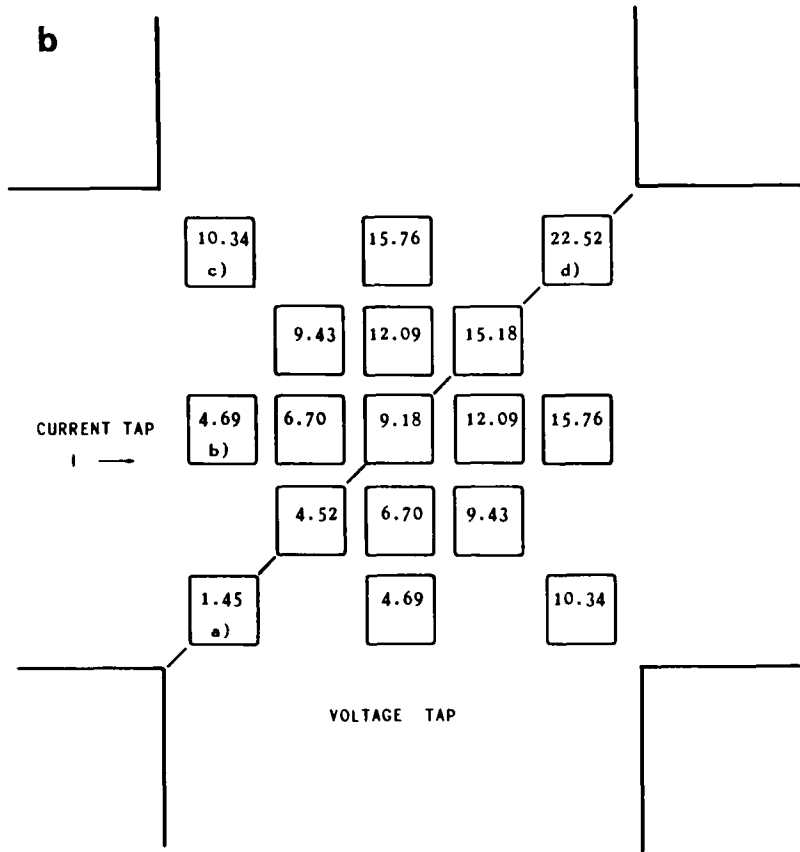 b
10.34 15.76 22.52
c) d)
9.43 12.09 15.18
CURRENT TAP
I
4.69 6.70 9.18 12.09 15.76
b)
4.52 6.70 9.43
1.45 4.69 10.34
a)
VOLTAGE TAP